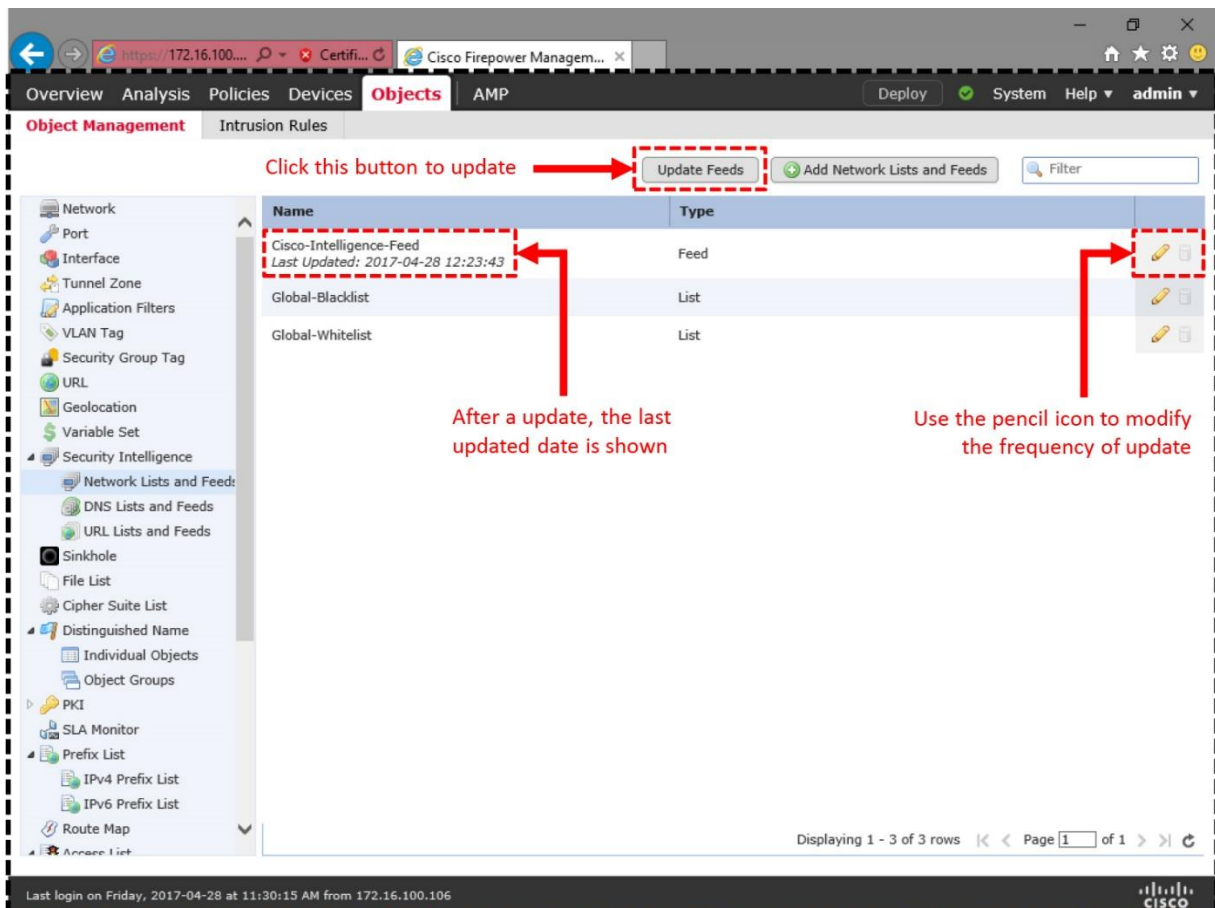 https://172.16.100....
Certifi...
Cisco Firepower Managem...
Overview Analysis Policies Devices Objects AMP
Deploy System Help admin
Object Management Intrusion Rules
Click this button to update
Update Feeds
Add Network Lists and Feeds
Filter
Network
Port
Interface
Tunnel Zone
Application Filters
VLAN Tag
Security Group Tag
URL
Geolocation
Variable Set
Security Intelligence
Network Lists and Feeds
DNS Lists and Feeds
URL Lists and Feeds
Sinkhole
File List
Cipher Suite List
Distinguished Name
Individual Objects
Object Groups
PKI
SLA Monitor
Prefix List
IPv4 Prefix List
IPv6 Prefix List
Route Map
Access List
Name Type
Cisco-Intelligence-Feed
Last Updated: 2017-04-28 12:23:43
Feed
Global-Blacklist List
Global-Whitelist List
After a update, the last
updated date is shown
Use the pencil icon to modify
the frequency of update
Displaying 1 - 3 of 3 rows Page 1 of 1
Last login on Friday, 2017-04-28 at 11:30:15 AM from 172.16.100.106
CISCO